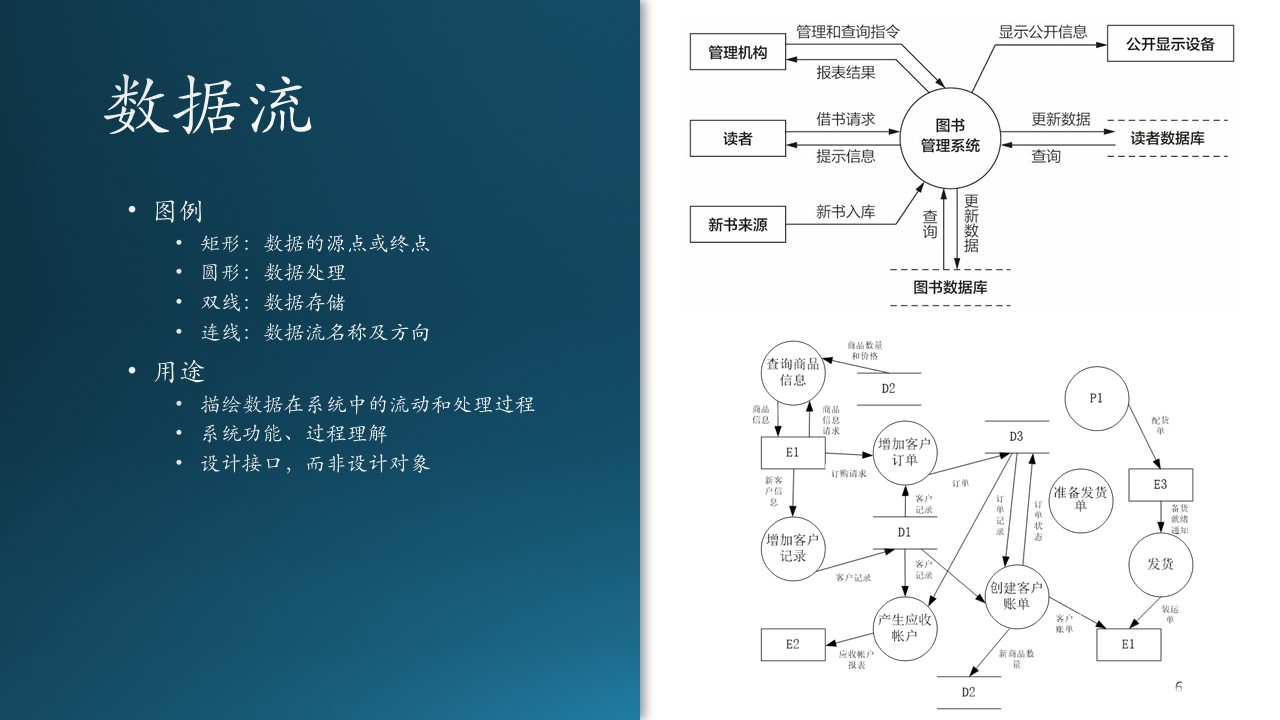 数据流
• 图例
• 矩形：数据的源点或终点
• 圆形：数据处理
• 双线：数据存储
• 连线：数据流名称及方向
• 用途
• 描绘数据在系统中的流动和处理过程
• 系统功能、过程理解
• 设计接口，而非设计对象
管理机构
管理和查询指令
报表结果
显示公开信息
公开显示设备
读者
借书请求
提示信息
图书
管理系统
更新数据
查询
读者数据库
新书来源
新书入库
查询
更新数据
图书数据库
查询商品
信息
商品数量
和价格
D2
商品
信息
商品
信息
请求
E1
订购请求
增加客户
订单
订单
D3
P1
配货
单
E3
新客
户信
息
客户
记录
D1
订单记录
订单状态
准备发货
单
备货
就绪
通知
增加客户
记录
客户记录
客户
记录
发货
创建客户
账单
产生应收
帐户
客户
账单
装运
单
E2
应收帐户
报表
新商品数
量
E1
D2
6